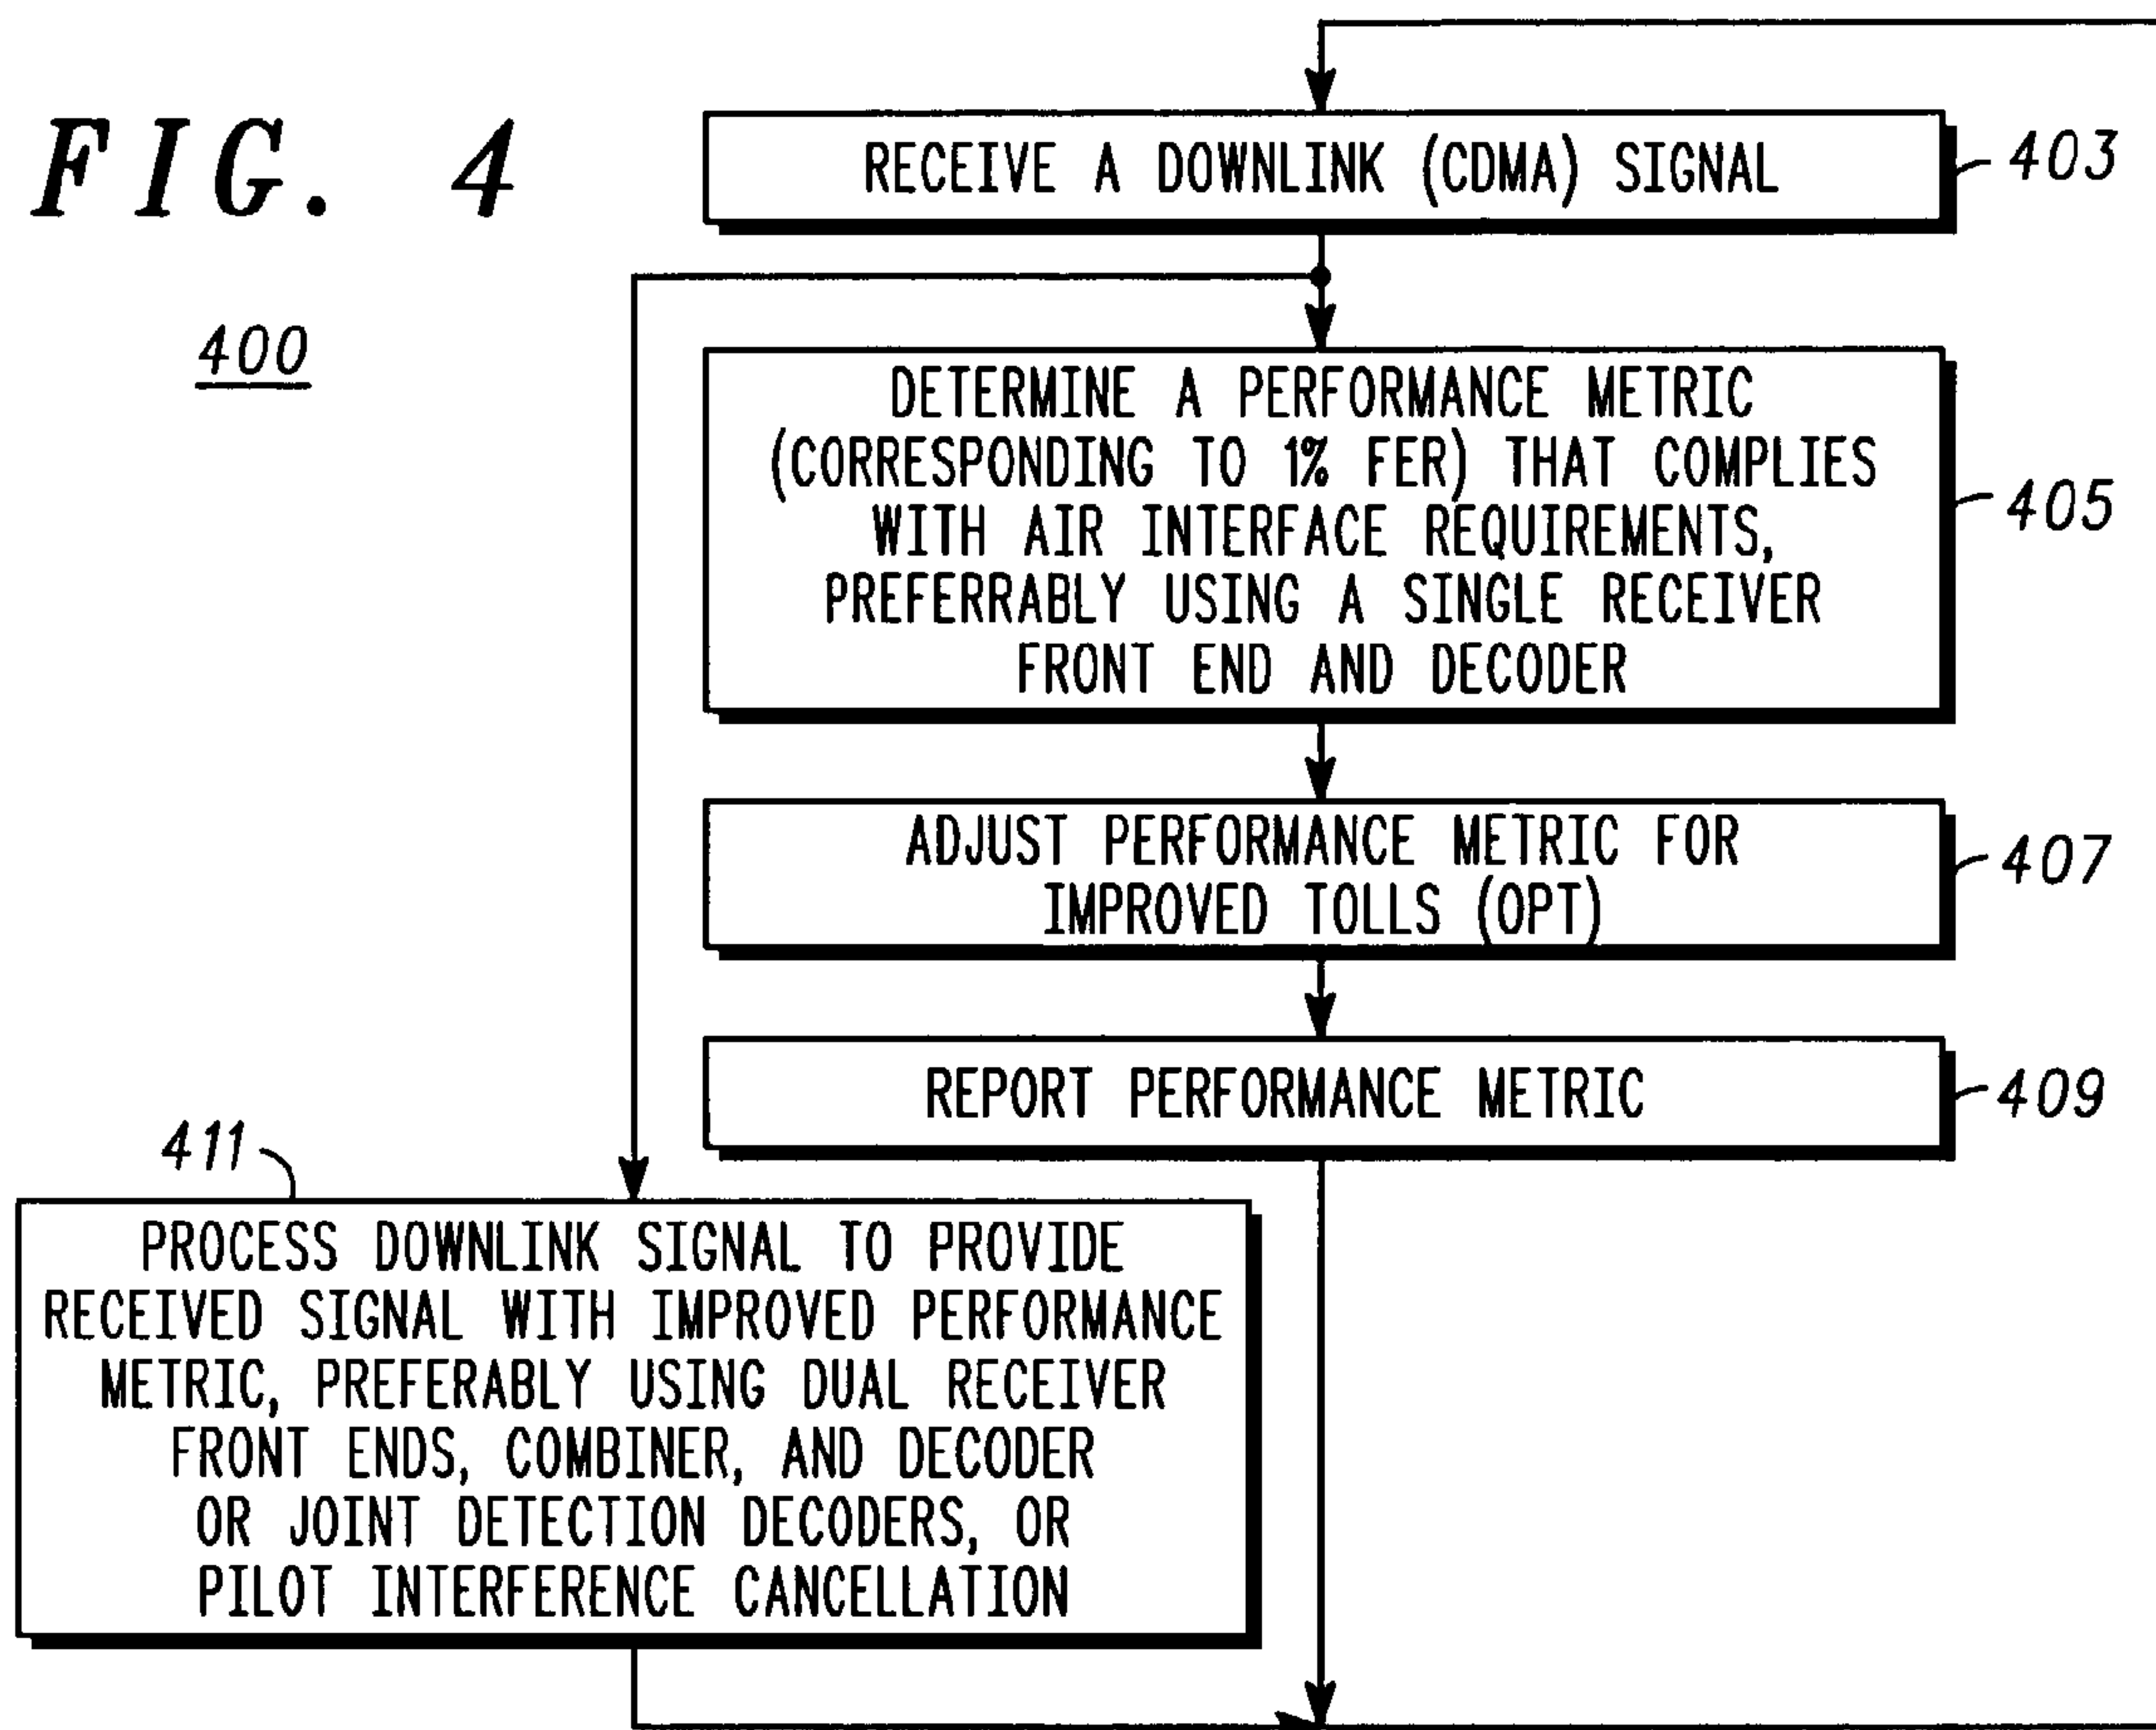 FIG. 4
400
RECEIVE A DOWNLINK (CDMA) SIGNAL
403
DETERMINE A PERFORMANCE METRIC
(CORRESPONDING TO 1% FER) THAT COMPLIES
WITH AIR INTERFACE REQUIREMENTS,
PREFERRABLY USING A SINGLE RECEIVER
FRONT END AND DECODER
405
ADJUST PERFORMANCE METRIC FOR
IMPROVED TOLLS (OPT)
407
REPORT PERFORMANCE METRIC
409
411
PROCESS DOWNLINK SIGNAL TO PROVIDE
RECEIVED SIGNAL WITH IMPROVED PERFORMANCE
METRIC, PREFERABLY USING DUAL RECEIVER
FRONT ENDS, COMBINER, AND DECODER
OR JOINT DETECTION DECODERS, OR
PILOT INTERFERENCE CANCELLATION